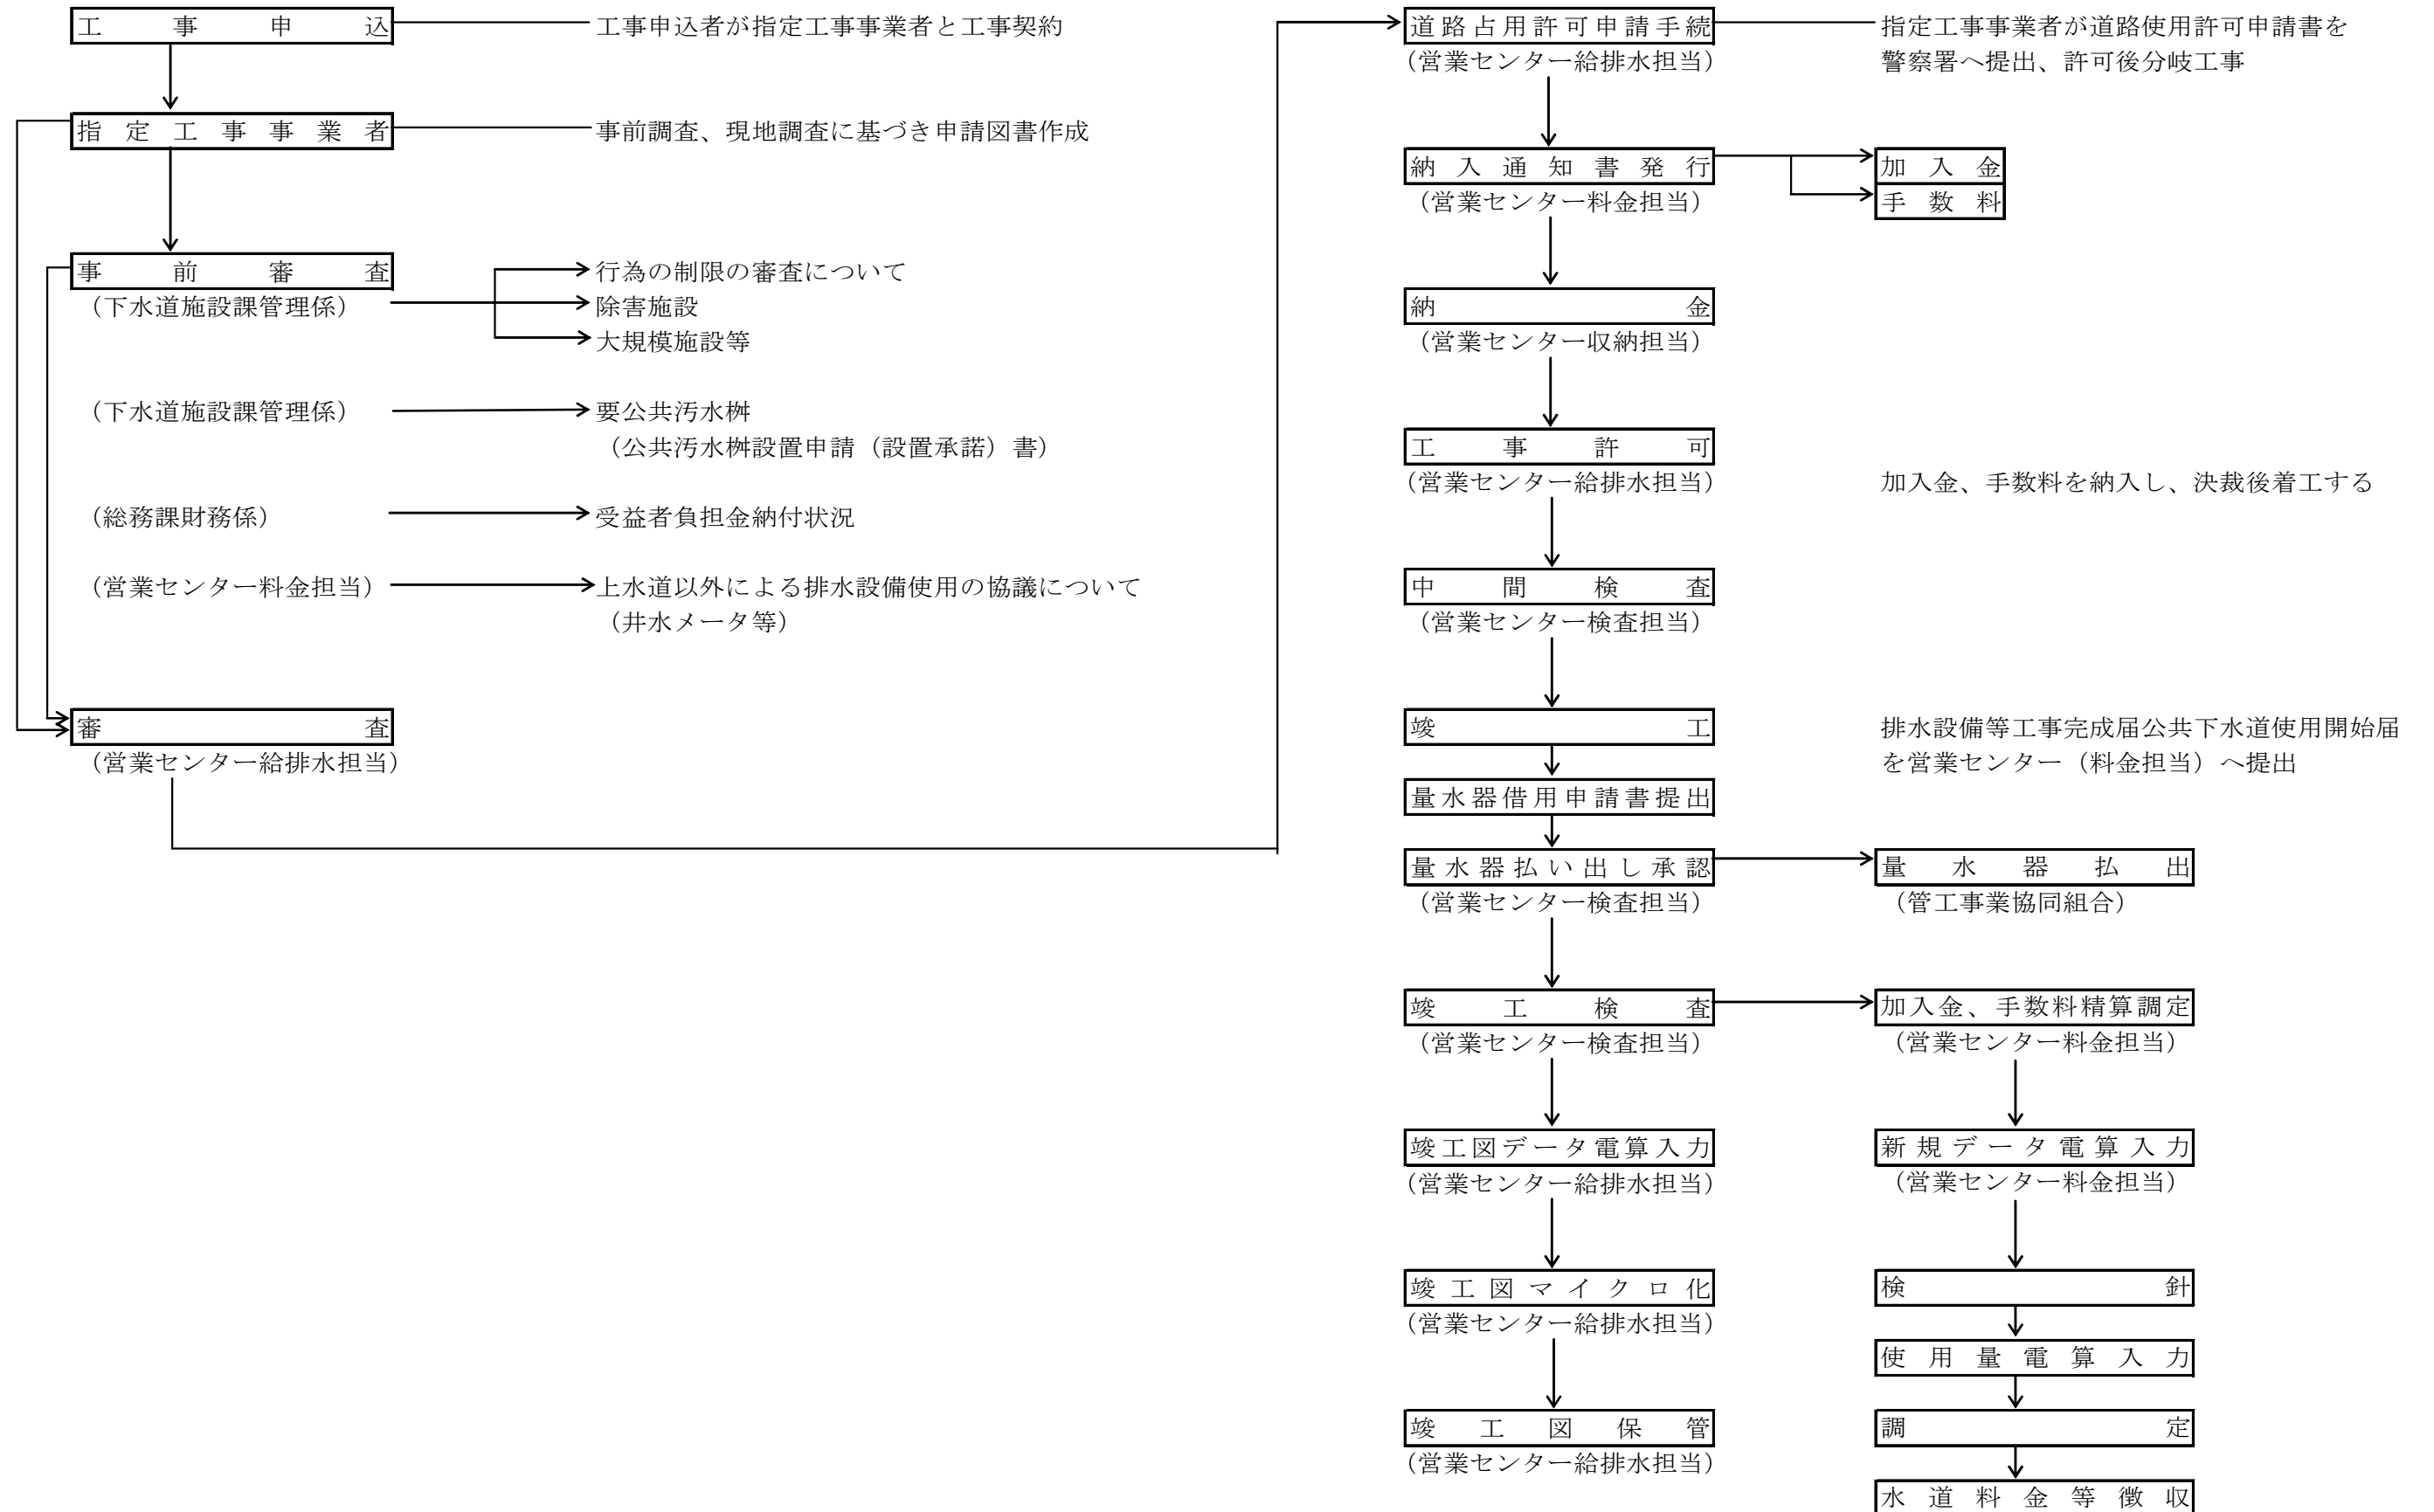 工事申込
工事申込者が指定工事事業者と工事契約
指定工事事業者
事前調査、現地調査に基づき申請図書作成
事前審査
（下水道施設課管理係）
行為の制限の審査について
除害施設
大規模施設等
（下水道施設課管理係）
要公共汚水桝
（公共汚水桝設置申請（設置承諾）書）
（総務課財務係）
受益者負担金納付状況
（営業センター料金担当）
上水道以外による排水設備使用の協議について
（井水メータ等）
審査
（営業センター給排水担当）
道路占用許可申請手続
（営業センター給排水担当）
指定工事事業者が道路使用許可申請書を
警察署へ提出、許可後分岐工事
納入通知書発行
（営業センター料金担当）
加入金
手数料
納金
（営業センター収納担当）
工事許可
（営業センター給排水担当）
加入金、手数料を納入し、決裁後着工する
中間検査
（営業センター検査担当）
竣工
排水設備等工事完成届公共下水道使用開始届
を営業センター（料金担当）へ提出
量水器借用申請書提出
量水器払い出し承認
（営業センター検査担当）
量水器払出
（管工事業協同組合）
竣工検査
（営業センター検査担当）
加入金、手数料精算調定
（営業センター料金担当）
竣工図データ電算入力
（営業センター給排水担当）
新規データ電算入力
（営業センター料金担当）
竣工図マイクロ化
（営業センター給排水担当）
検針
使用量電算入力
竣工図保管
（営業センター給排水担当）
調定
水道料金等徴収